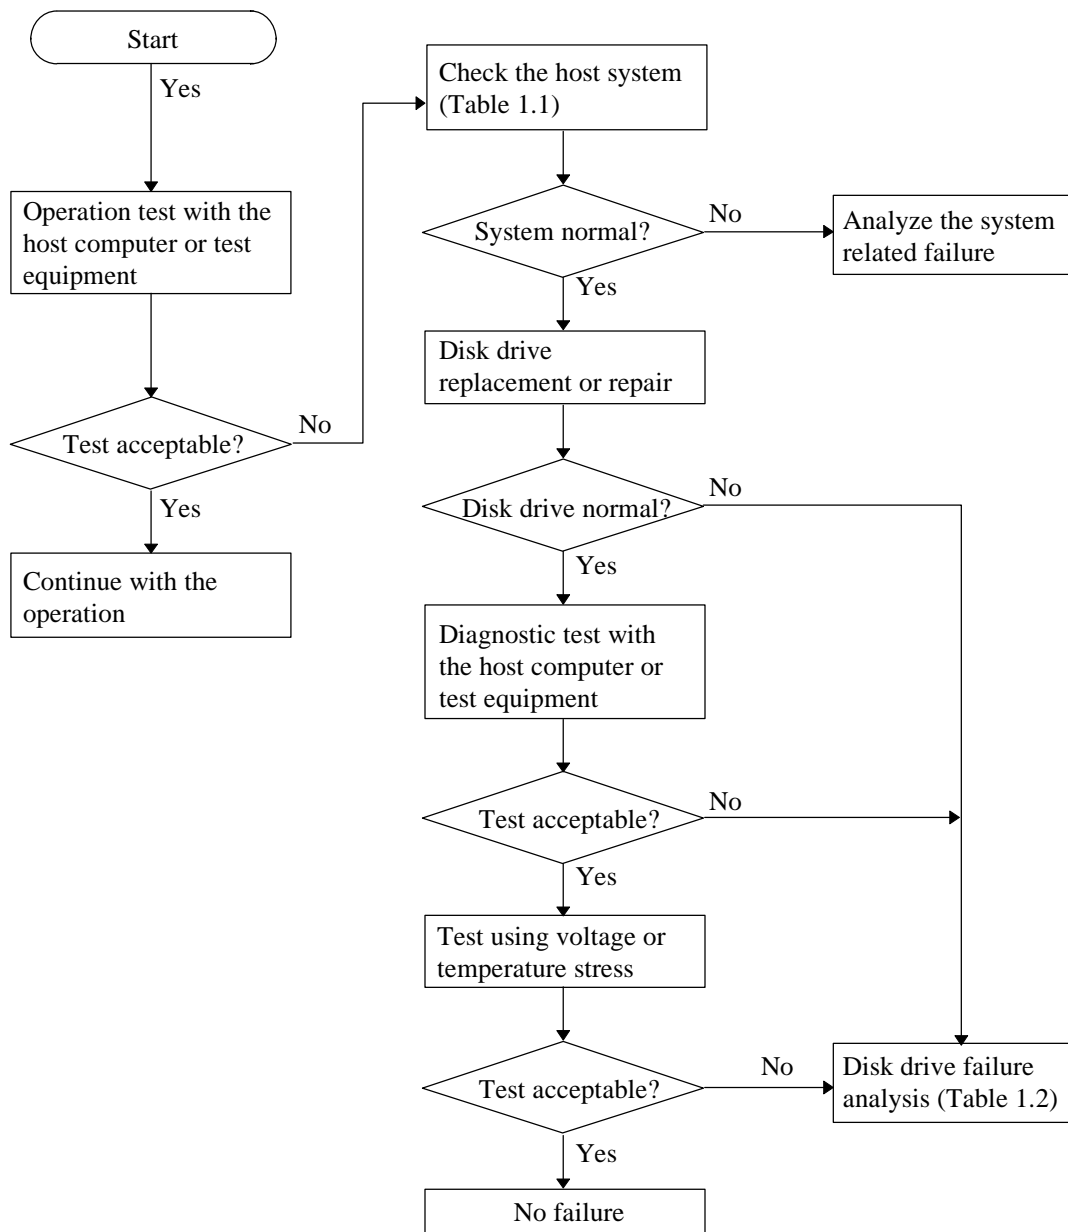 Start
Yes
Operation test with the
host computer or test
equipment
Test acceptable?
No
Yes
Continue with the
operation
Check the host system
(Table 1.1)
System normal?
No
Analyze the system
related failure
Yes
Disk drive
replacement or repair
Disk drive normal?
No
Yes
Diagnostic test with
the host computer or
test equipment
Test acceptable?
No
Yes
Test using voltage or
temperature stress
Test acceptable?
No
Disk drive failure
analysis (Table 1.2)
Yes
No failure